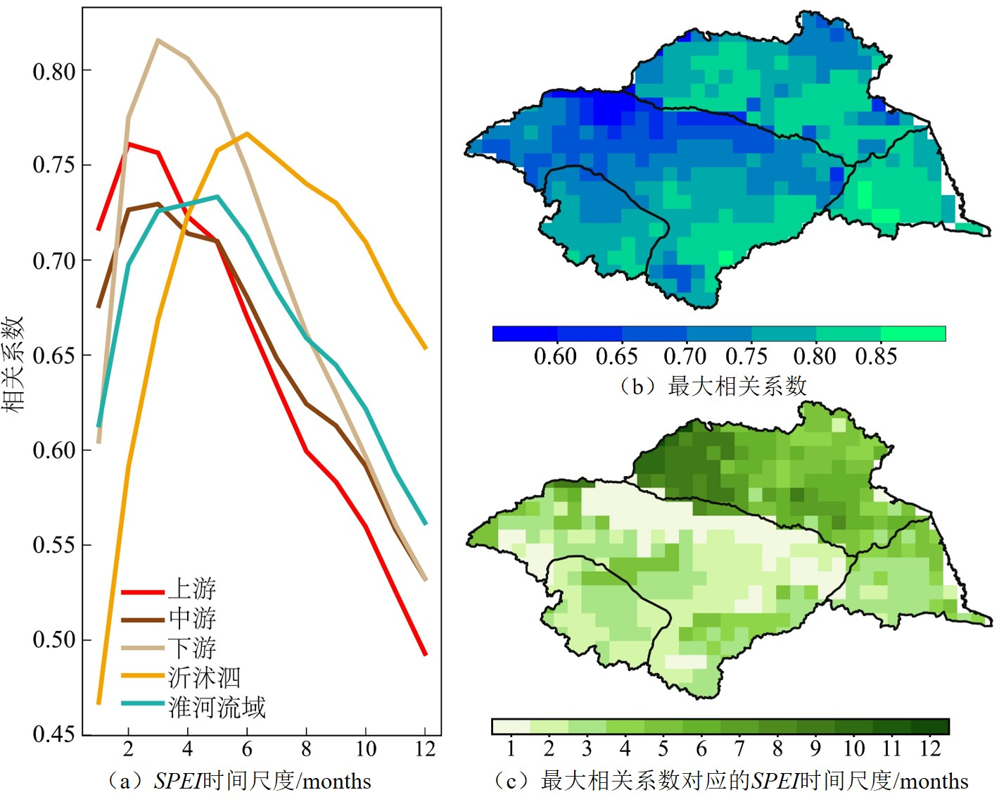 相关系数
0.80
0.75
0.70
0.65
0.60
0.55
0.50
0.45
上游
中游
下游
沂沭泗
淮河流域
2 4 6 8 10 12
（a）SPEI时间尺度/months
0.60 0.65 0.70 0.75 0.80 0.85
（b）最大相关系数
1 2 3 4 5 6 7 8 9 10 11 12
（c）最大相关系数对应的SPEI时间尺度/months